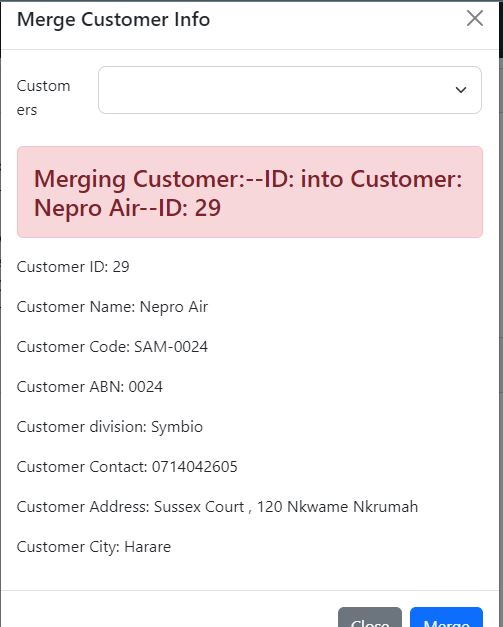 Merge Customer Info
Custom
ers
Merging Customer:--ID: into Customer:
Nepro Air--ID: 29
Customer ID: 29
Customer Name: Nepro Air
Customer Code: SAM-0024
Customer ABN: 0024
Customer division: Symbio
Customer Contact: 0714042605
Customer Address: Sussex Court , 120 Nkwame Nkrumah
Customer City: Harare
Close Merge